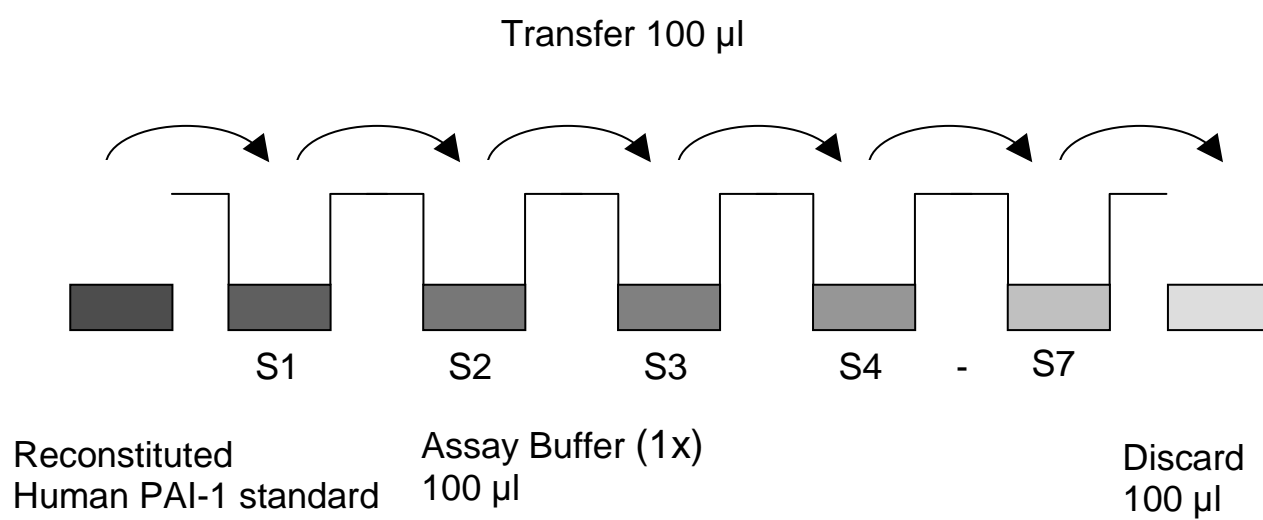 Transfer 100 µl
S1 S2 S3 S4 - S7
Reconstituted
Human PAI-1 standard
Assay Buffer (1x)
100 µl
Discard
100 µl